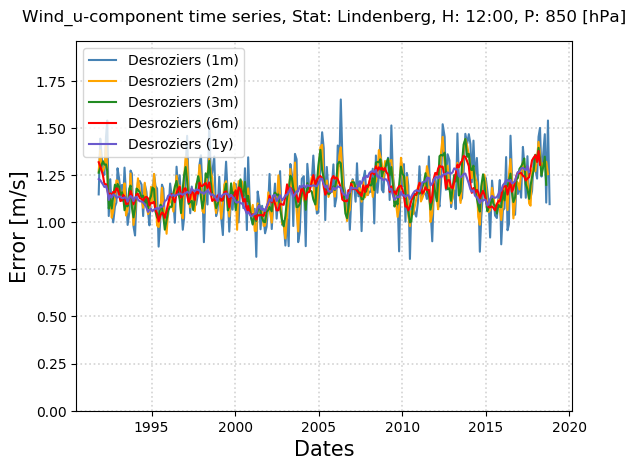 Wind_u-component time series, Stat: Lindenberg, H: 12:00, P: 850 [hPa]
Desroziers (1m)
Desroziers (2m)
Desroziers (3m)
Desroziers (6m)
Desroziers (1y)
1.75
1.50
1.25
1.00
0.75
0.50
0.25
0.00
Error [m/s]
1995 2000 2005 2010 2015 2020
Dates